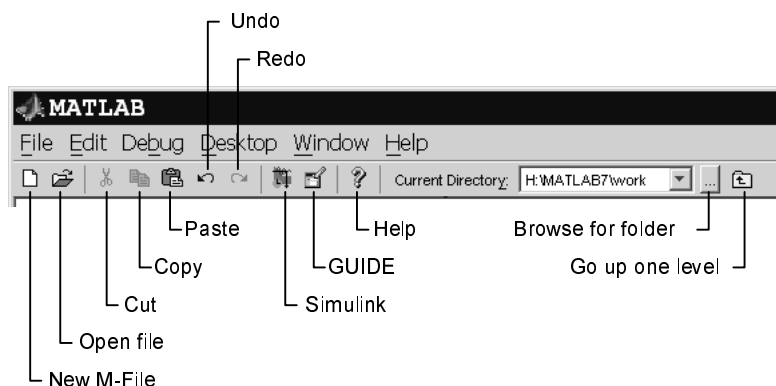 Undo
Redo
MATLAB
File Edit Debug Desktop Window Help
Current Directory: H:\MATLAB7\work ...
Paste
Help
Browse for folder
Copy
GUIDE
Go up one level
Cut
Simulink
Open file
New M-File